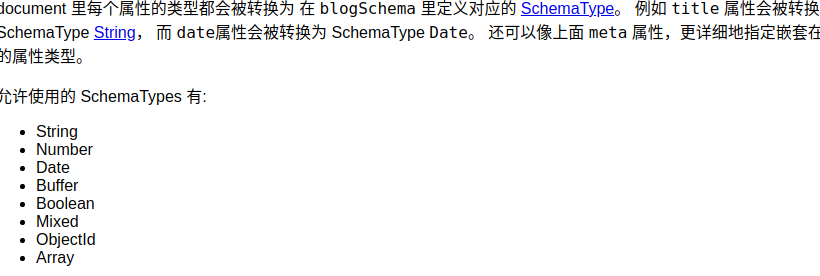 document 里每个属性的类型都会被转换为 在 blogSchema 里定义对应的 SchemaType。 例如 title 属性会被转换
SchemaType String， 而 date属性会被转换为 SchemaType Date。 还可以像上面 meta 属性，更详细地指定嵌套在
的属性类型。
允许使用的 SchemaTypes 有:
• String
• Number
• Date
• Buffer
• Boolean
• Mixed
• ObjectId
• Array